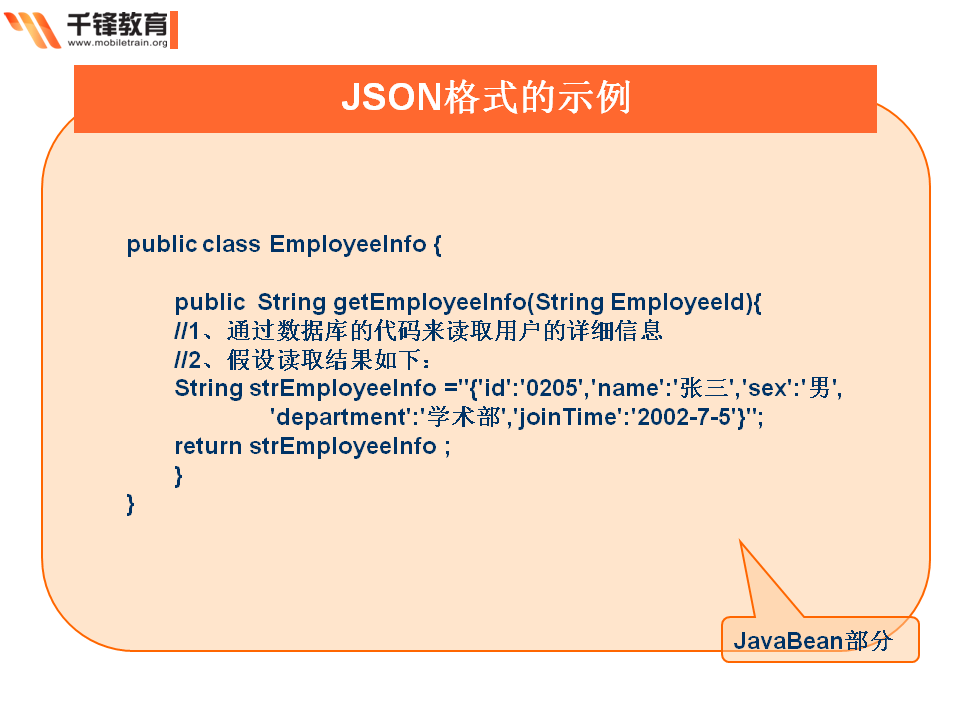 千锋教育
www.mobiletrain.org
JSON格式的示例
public class EmployeeInfo {
public  String getEmployeeInfo(String EmployeeId){
//1、通过数据库的代码来读取用户的详细信息
//2、假设读取结果如下：
String strEmployeeInfo ="{'id':'0205','name':'张三','sex':'男',
'department':'学术部','joinTime':'2002-7-5'}";
return strEmployeeInfo ;
}
}
JavaBean部分